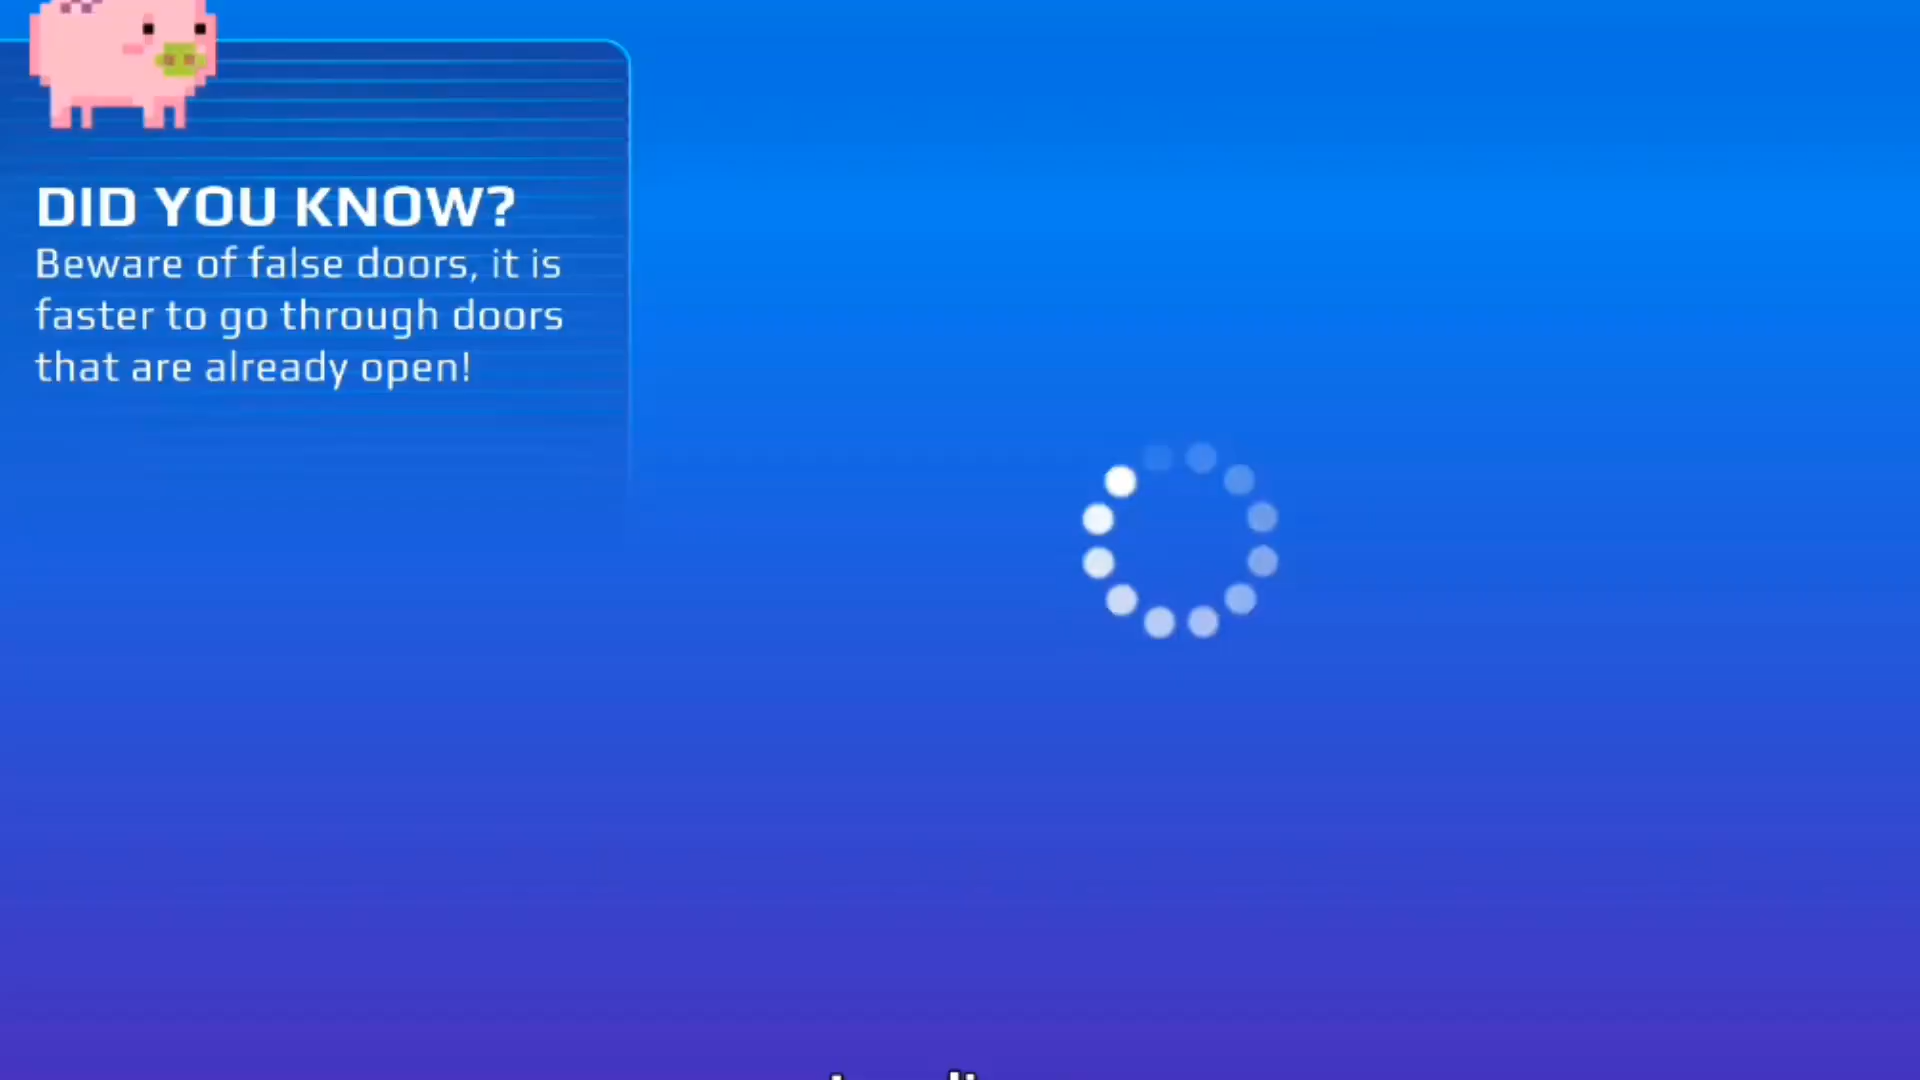 DID YOU KNOW?
Beware of false doors, it is
faster to go through doors
that are already open!